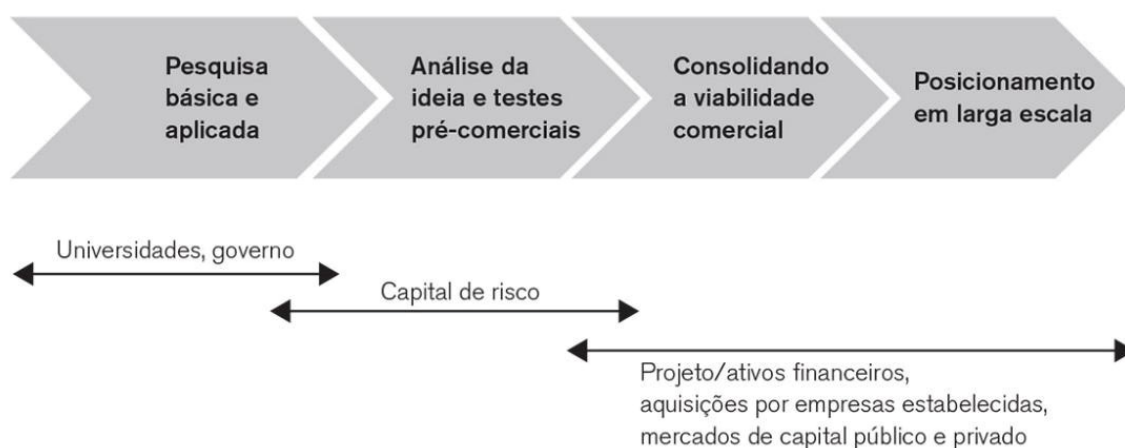 Pesquisa
básica e
aplicada
Análise da
ideia e testes
pré-comerciais
Consolidando
a viabilidade
comercial
Posicionamento
em larga escala
Universidades, governo
Capital de risco
Projeto/ativos financeiros,
aquisições por empresas estabelecidas,
mercados de capital público e privado